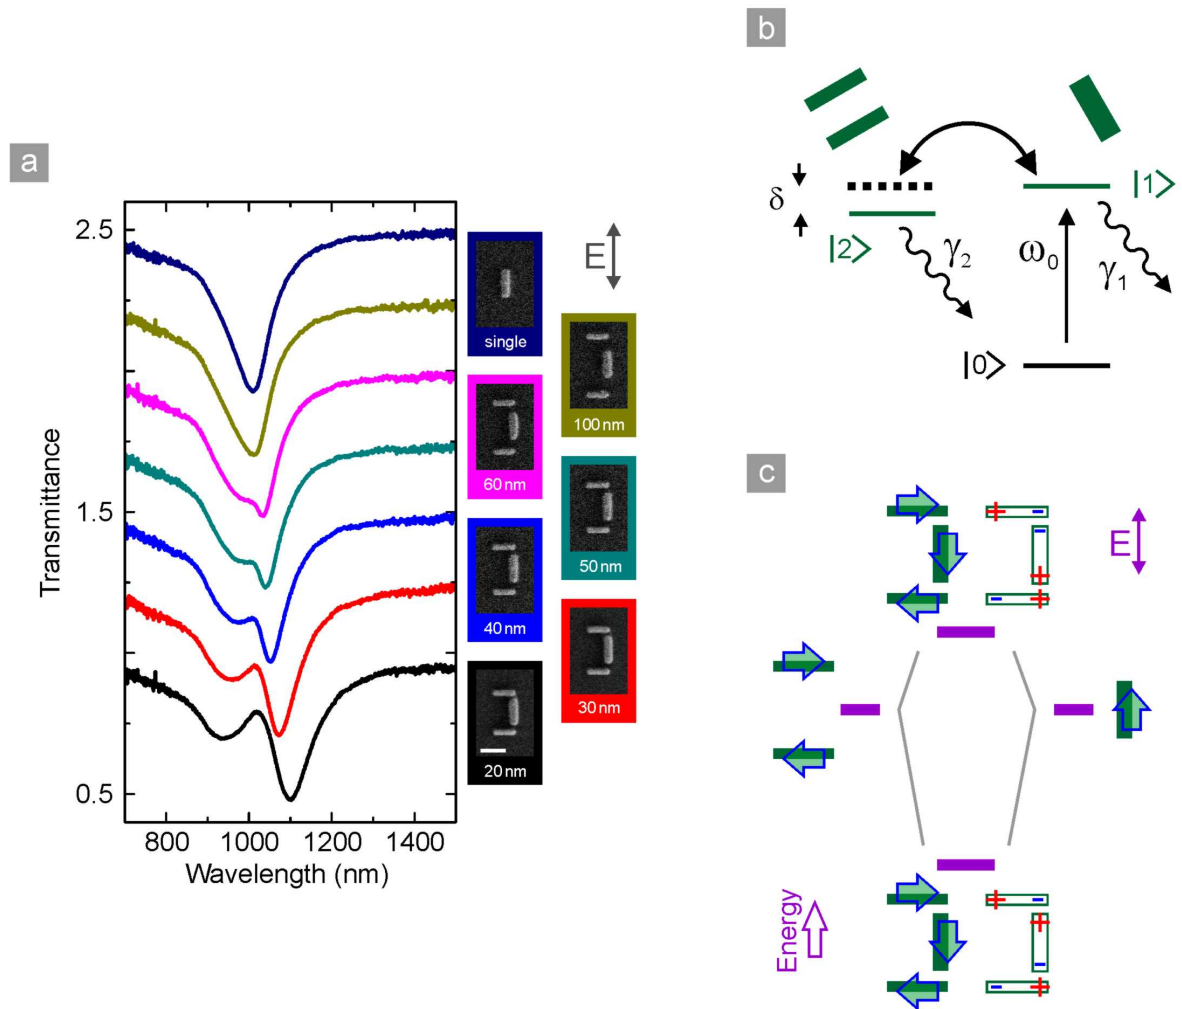 a
Transmittance
2.5
1.5
0.5
800
1000
1200
1400
Wavelength (nm)
E
single
100 nm
60 nm
50 nm
40 nm
30 nm
20 nm
b
δ
|2>
γ2
ω0
|1>
γ1
|0>
c
+ -
-
E
+
- +
Energy
+ -
+
-
- +